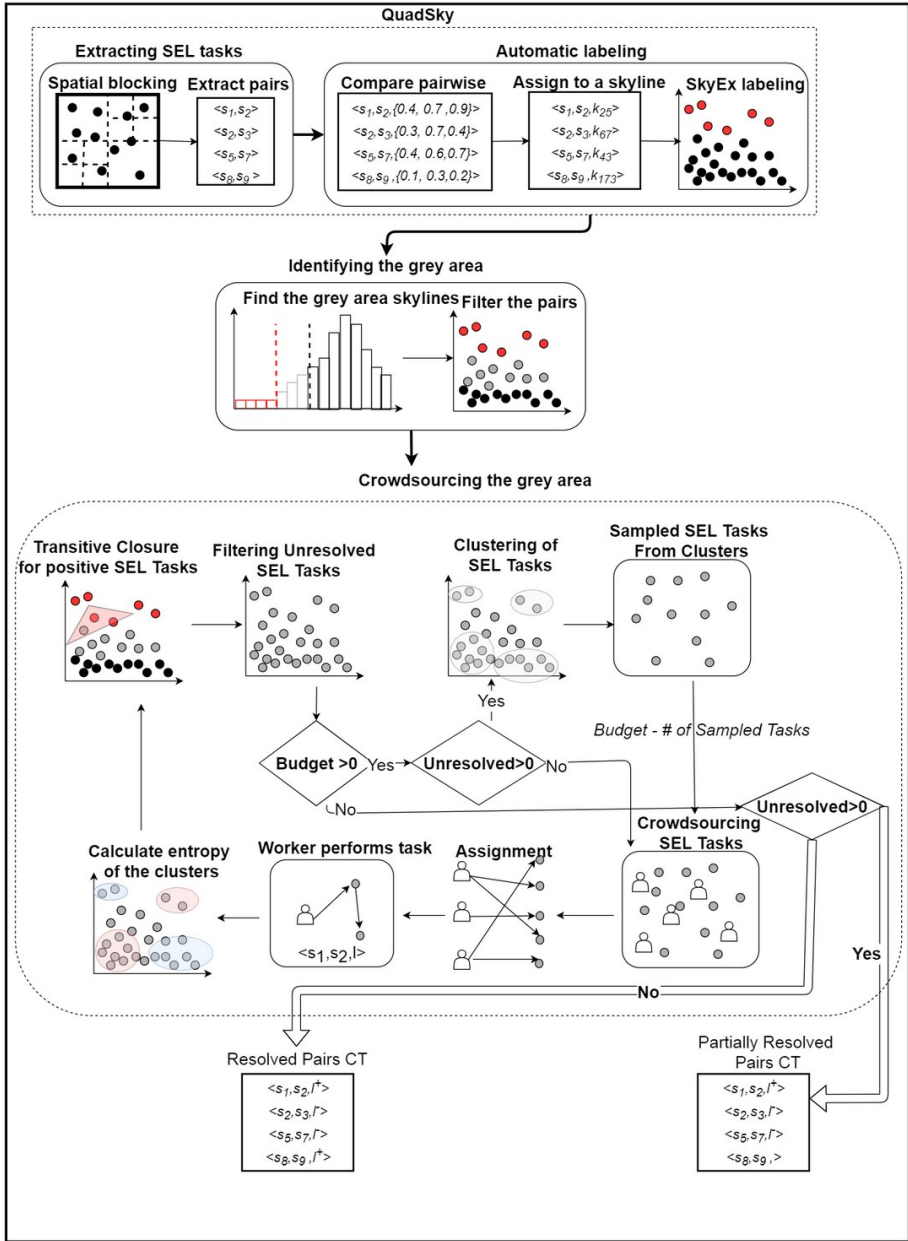 QuadSky
Extracting SEL tasks
Automatic labeling
Spatial blocking
Extract pairs
<s1,s2>
<s2,s3>
<s5,s7>
<s8,s9 >
Compare pairwise
<s1,s2,{0.4, 0.7,0.9}>
<s2,s3,{0.3, 0.7,0.4}>
<s5,s7,{0.4, 0.6,0.7}>
<s8,s9 ,{0.1, 0.3,0.2}>
Assign to a skyline
<s1,s2,k25>
<s2,s3,k67>
<s5,s7,k43>
<s8,s9,k173>
SkyEx labeling
Identifying the grey area
Find the grey area skylines
Filter the pairs
Crowdsourcing the grey area
Transitive Closure
for positive SEL Tasks
Filtering Unresolved
SEL Tasks
Clustering of
SEL Tasks
Sampled SEL Tasks
From Clusters
Yes
Budget - # of Sampled Tasks
Budget >0
Yes
Unresolved>0
No
No
Unresolved>0
Calculate entropy
of the clusters
Worker performs task
<s1,s2,l>
Assignment
Crowdsourcing
SEL Tasks
Yes
No
Resolved Pairs CT
<s1,s2,l+>
<s2,s3,l->
<s5,s7,l->
<s8,s9,l+>
Partially Resolved
Pairs CT
<s1,s2,l+>
<s2,s3,l->
<s5,s7,l->
<s8,s9, >